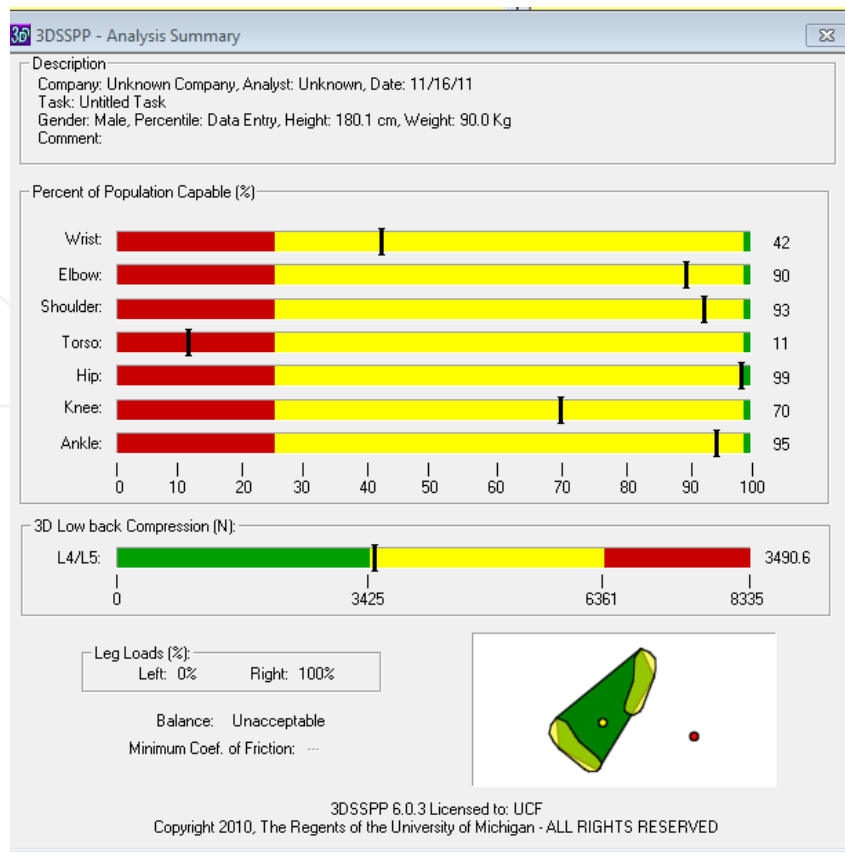 3D 3DSSPP - Analysis Summary
Description
Company: Unknown Company, Analyst: Unknown, Date: 11/16/11
Task: Untitled Task
Gender: Male, Percentile: Data Entry, Height: 180.1 cm, Weight: 90.0 Kg
Comment:
Percent of Population Capable (%)
Wrist: 42
Elbow: 90
Shoulder: 93
Torso: 11
Hip: 99
Knee: 70
Ankle: 95
0 10 20 30 40 50 60 70 80 90 100
3D Low back Compression (N):
L4/L5: 3490.6
0 3425 6361 8335
Leg Loads (%):
Left: 0% Right: 100%
Balance: Unacceptable
Minimum Coef. of Friction: ---
3DSSPP 6.0.3 Licensed to: UCF
Copyright 2010, The Regents of the University of Michigan - ALL RIGHTS RESERVED